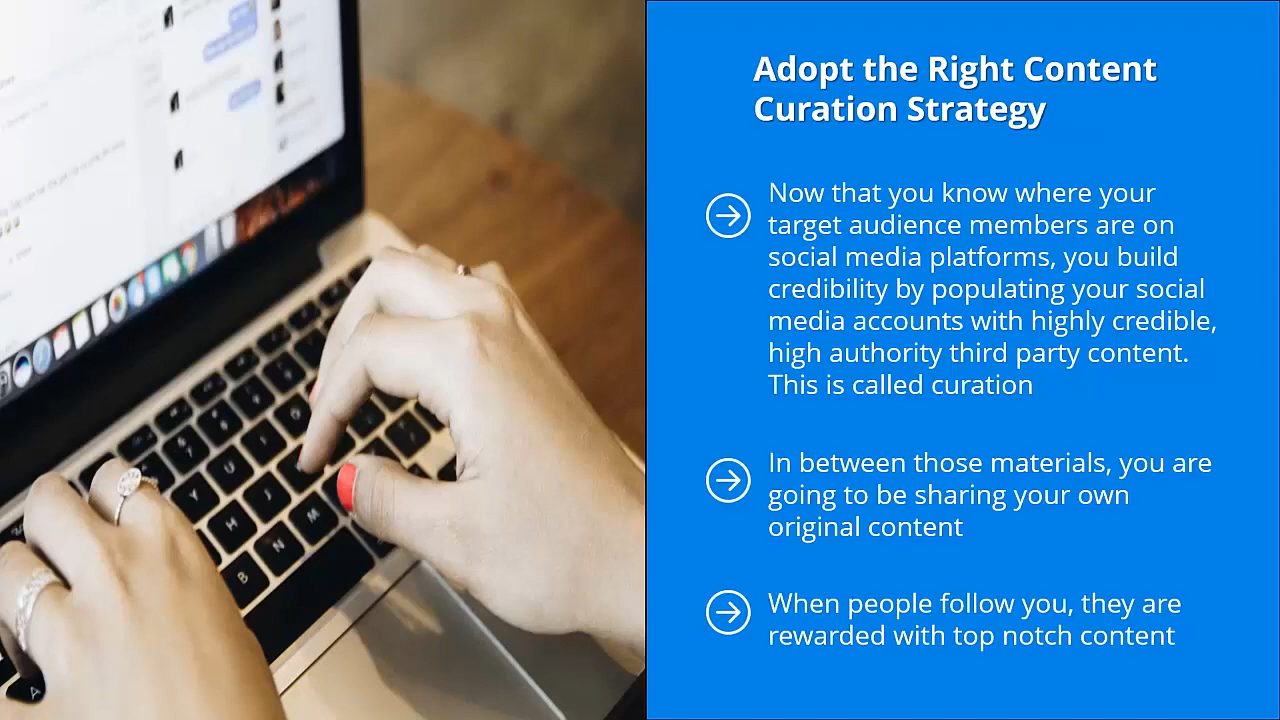 Adopt the Right Content
Curation Strategy
Now that you know where your
target audience members are on
social media platforms, you build
credibility by populating your social
media accounts with highly credible,
high authority third party content.
This is called curation
In between those materials, you are
going to be sharing your own
original content
When people follow you, they are
rewarded with top notch content
Y
U
I
O
H
J
B
N
M
A